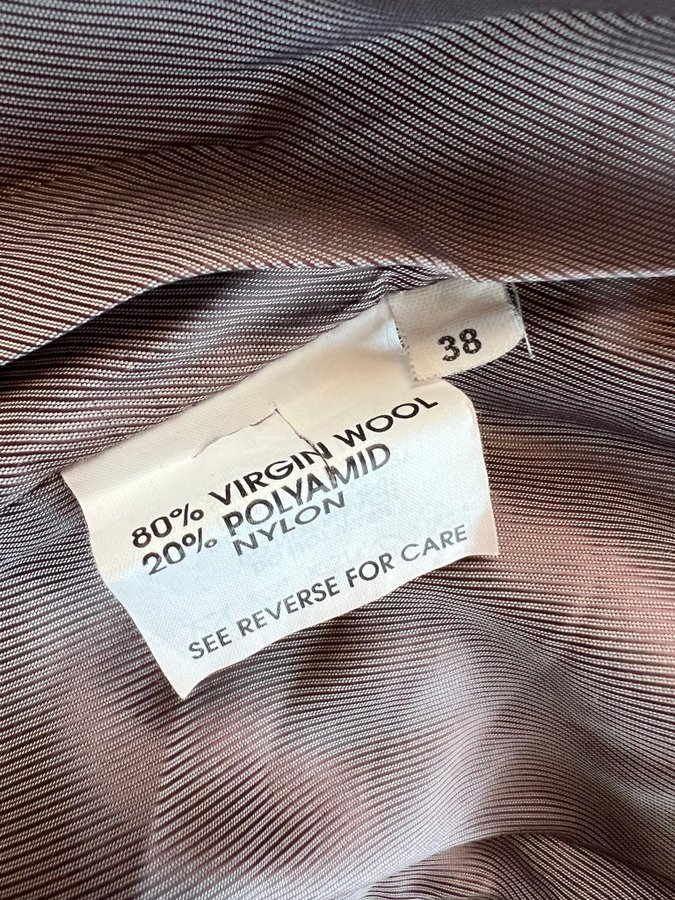 38
80% VIRGIN WOOL
20% POLYAMID
NYLON
SEE REVERSE FOR CARE